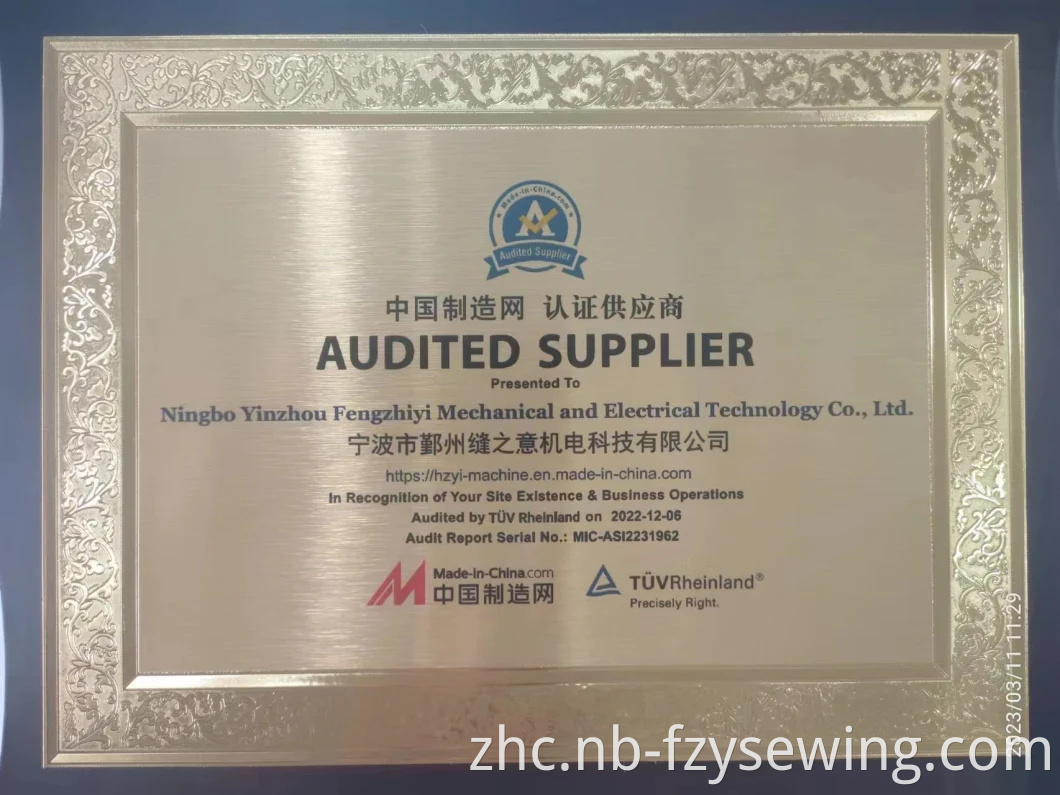 Made-in-China.com
Audited Supplier
中国制造网 认证供应商
AUDITED SUPPLIER
Presented To
Ningbo Yinzhou Fengzhiyi Mechanical and Electrical Technology Co., Ltd.
宁波市鄞州缝之意机电科技有限公司
https://hzyi-machine.en.made-in-china.com
In Recognition of Your Site Existence & Business Operations
Audited by TÜV Rheinland on 2022-12-06
Audit Report Serial No.: MIC-ASI2231962
Made-in-China.com
中国制造网
TÜVRheinland®
Precisely Right.
2023/03/11 11:29
zhc.nb-fzysewing.com